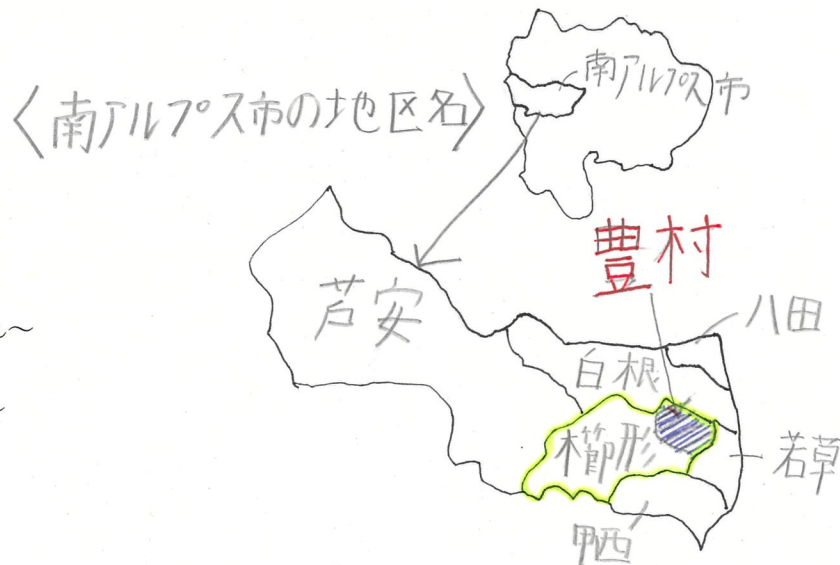 南アルプス市
〈南アルプス市の地区名〉
豊村
芦安
八田
白根
櫛形
若草
甲西